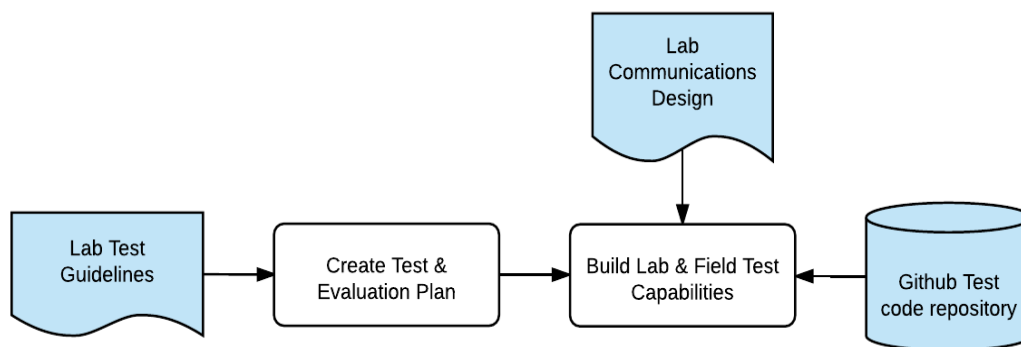 Lab
Communications
Design
Lab Test
Guidelines
Create Test &
Evaluation Plan
Build Lab & Field Test
Capabilities
Github Test
code repository